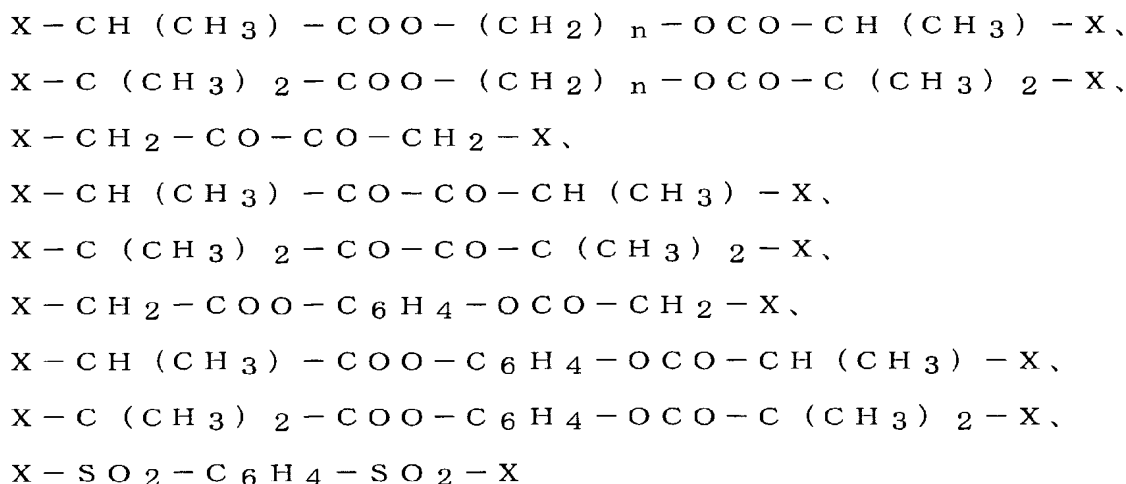 X－CH（CH3）－COO－（CH2）n－OCO－CH（CH3）－X、
X－C（CH3）2－COO－（CH2）n－OCO－C（CH3）2－X、
X－CH2－CO－CO－CH2－X、
X－CH（CH3）－CO－CO－CH（CH3）－X、
X－C（CH3）2－CO－CO－C（CH3）2－X、
X－CH2－COO－C6H4－OCO－CH2－X、
X－CH（CH3）－COO－C6H4－OCO－CH（CH3）－X、
X－C（CH3）2－COO－C6H4－OCO－C（CH3）2－X、
X－SO2－C6H4－SO2－X